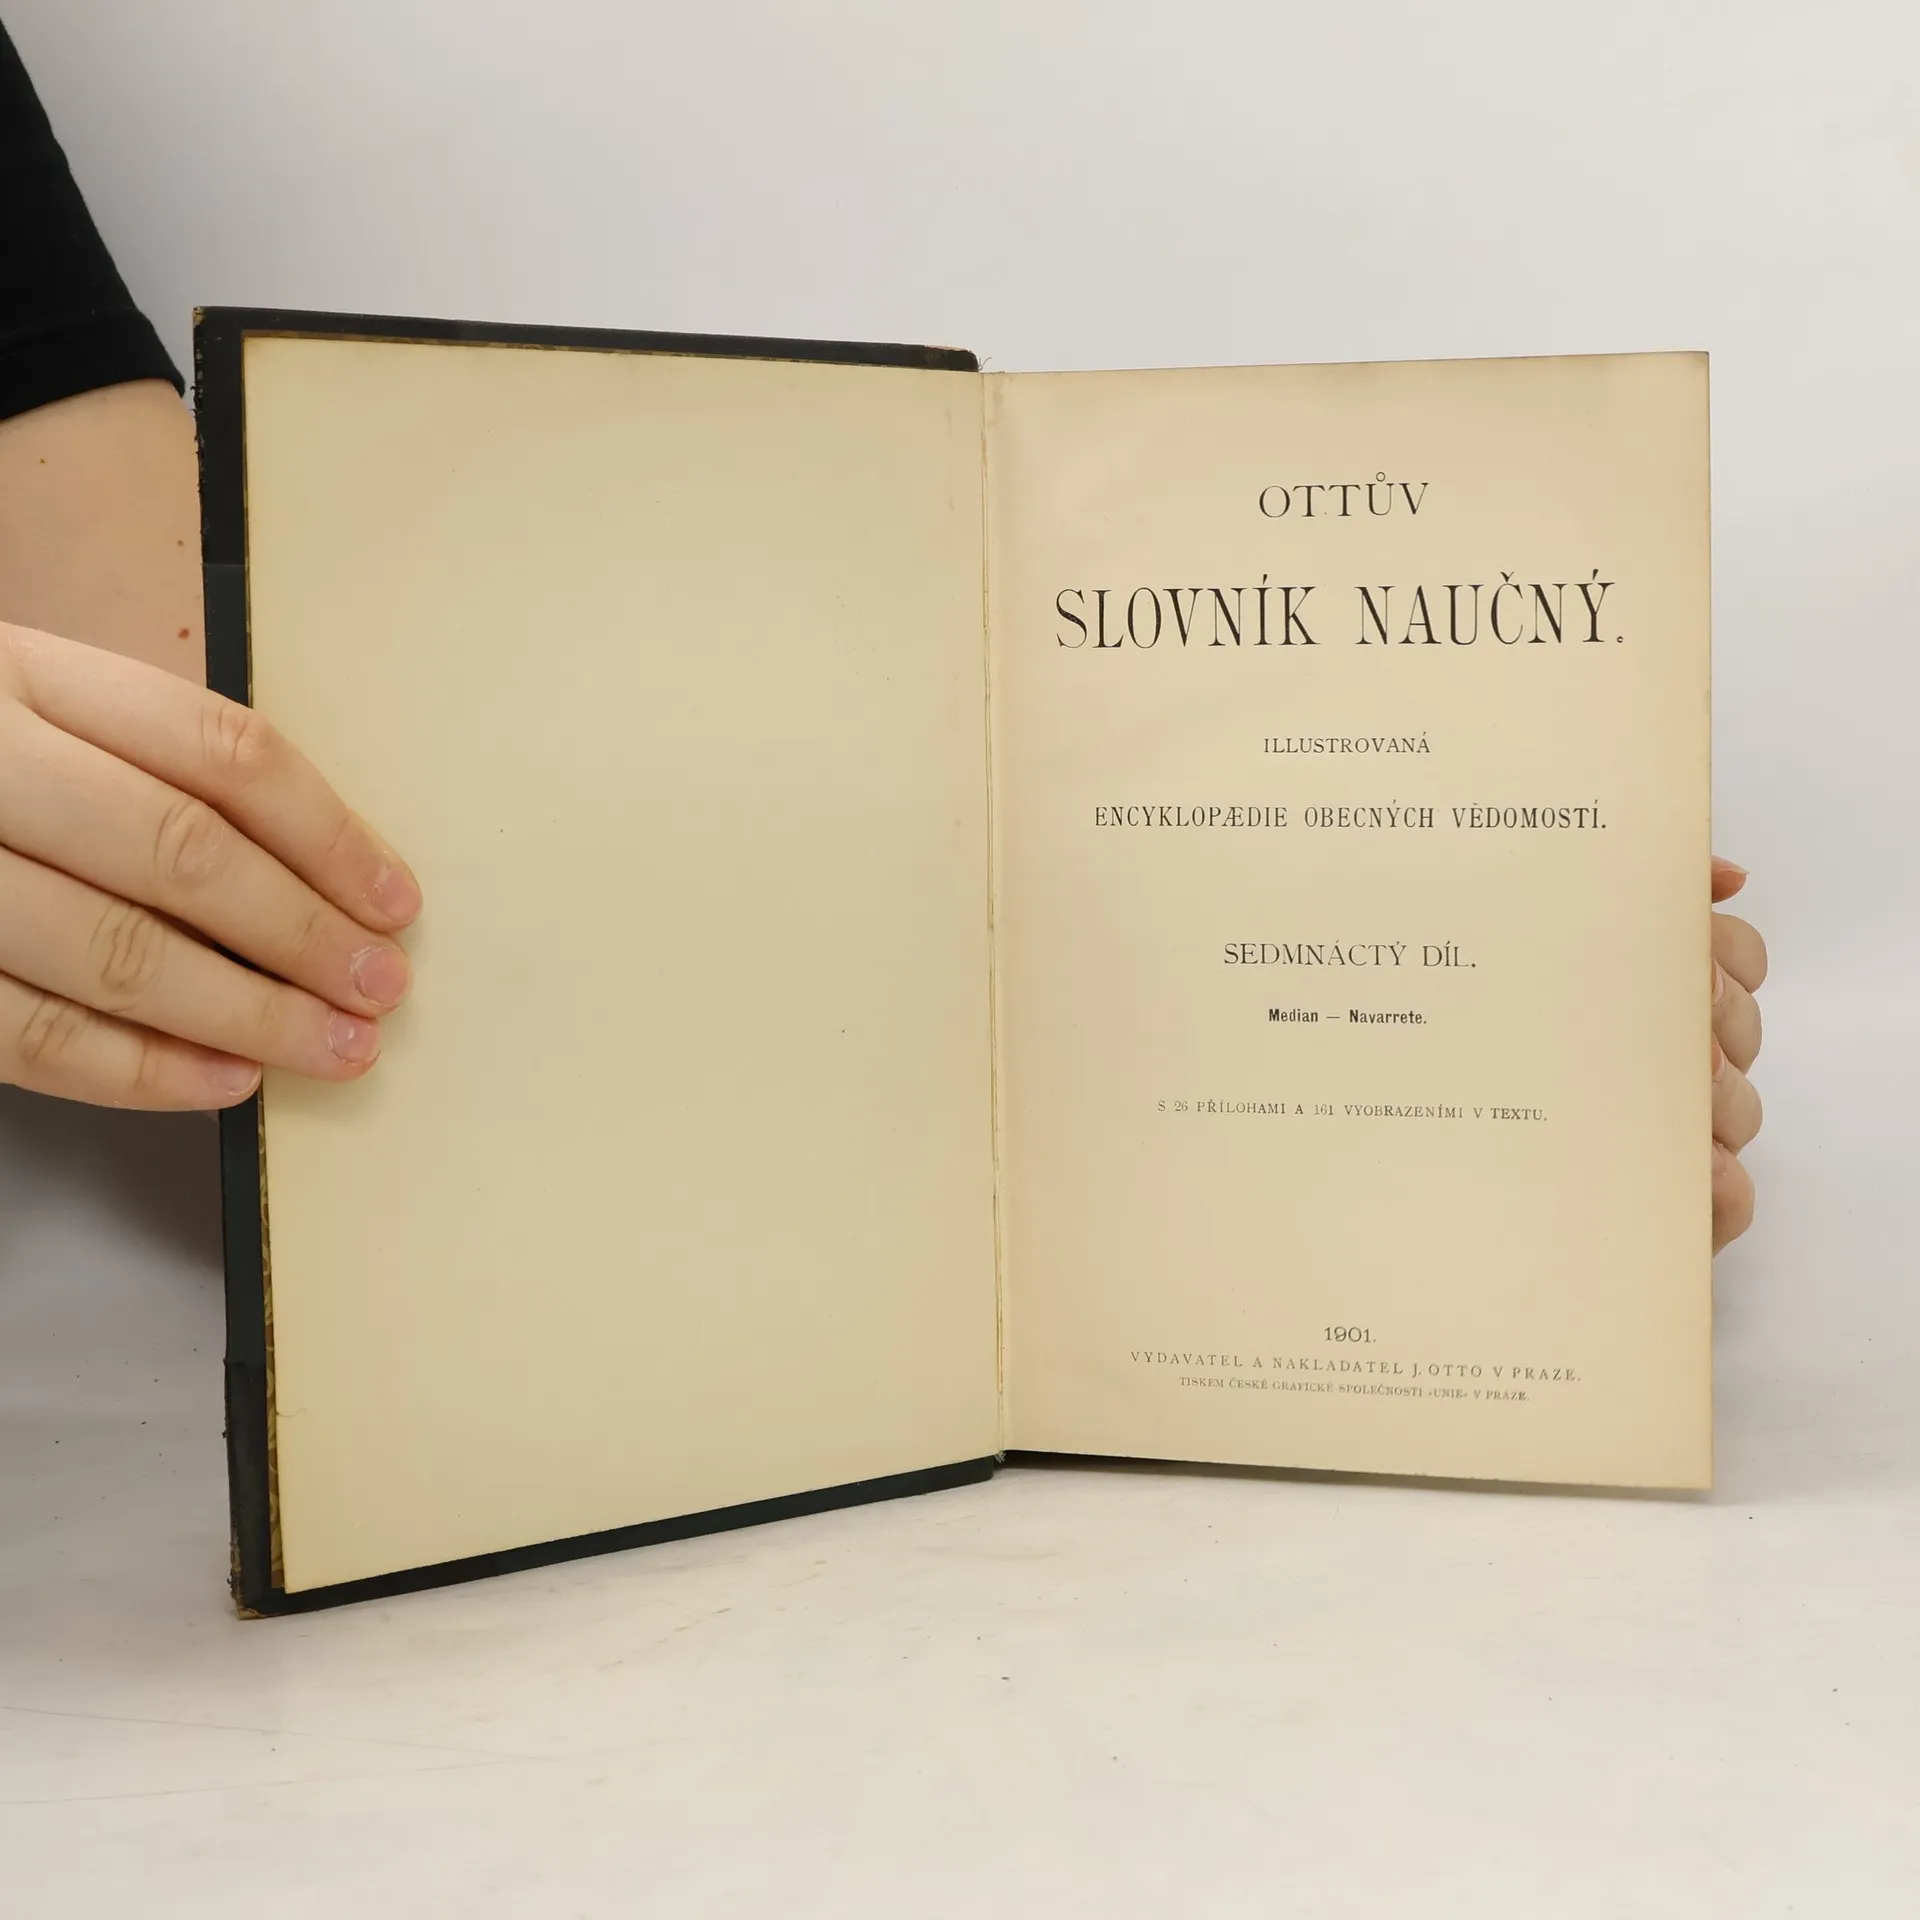 OTTŮV
SLOVNÍK NAUČNÝ.
ILLUSTROVANÁ
ENCYKLOPÆDIE OBECNÝCH VĚDOMOSTÍ.
SEDMNÁCTÝ DÍL.
Median — Navarrete.
S 26 PŘÍLOHAMI A 161 VYOBRAZENÍMI V TEXTU.
1901.
VYDAVATEL A NAKLADATEL J. OTTO V PRAZE.
TISKEM ČESKÉ GRAFICKÉ SPOLEČNOSTI »UNIE« V PRAZE.